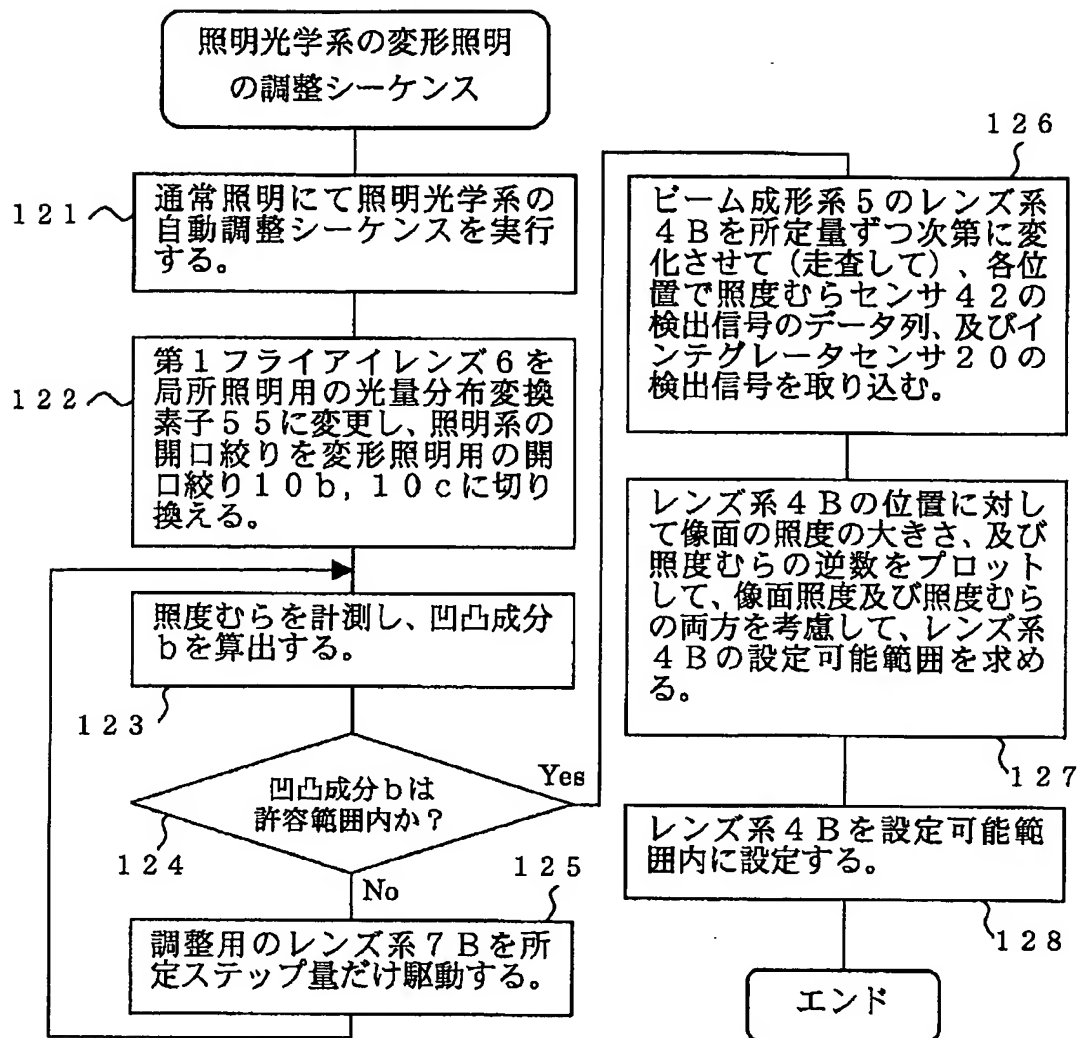 照明光学系の変形照明
の調整シーケンス
121
通常照明にて照明光学系の
自動調整シーケンスを実行
する。
122
第1フライアイレンズ6を
局所照明用の光量分布変換
素子55に変更し、照明系の
開口絞りを変形照明用の開
口絞り10b,10cに切り
換える。
照度むらを計測し、凹凸成分
bを算出する。
123
凹凸成分bは
許容範囲内か?
124
Yes
No
125
調整用のレンズ系7Bを所
定ステップ量だけ駆動する。
126
ビーム成形系5のレンズ系
4Bを所定量ずつ次第に変
化させて(走査して)、各位
置で照度むらセンサ42の
検出信号のデータ列、及びイ
ンテグレータセンサ20の
検出信号を取り込む。
レンズ系4Bの位置に対し
て像面の照度の大きさ、及び
照度むらの逆数をプロット
して、像面照度及び照度むら
の両方を考慮して、レンズ系
4Bの設定可能範囲を求め
る。
127
レンズ系4Bを設定可能範
囲内に設定する。
128
エンド